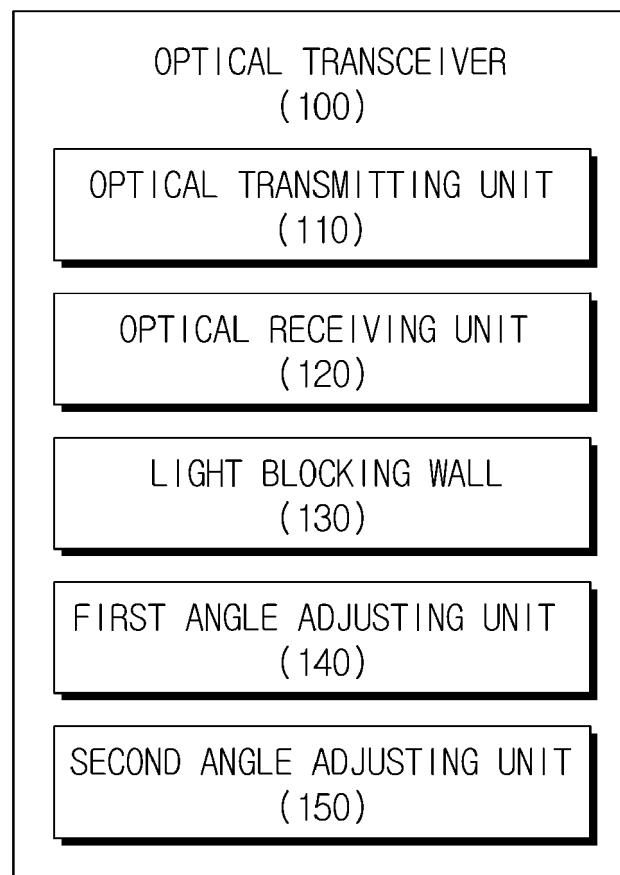 OPTICAL TRANSCEIVER
(100)
OPTICAL TRANSMITTING UNIT
(110)
OPTICAL RECEIVING UNIT
(120)
LIGHT BLOCKING WALL
(130)
FIRST ANGLE ADJUSTING UNIT
(140)
SECOND ANGLE ADJUSTING UNIT
(150)